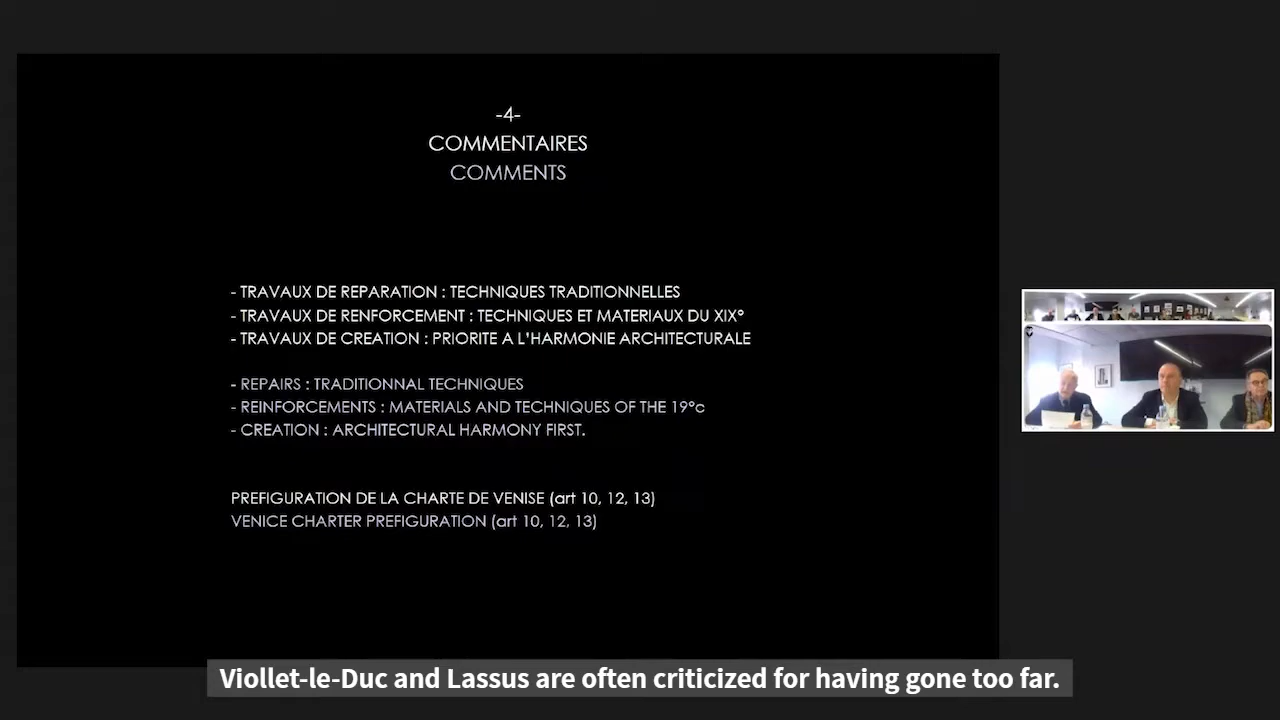 -4-
COMMENTAIRES
COMMENTS
- TRAVAUX DE REPARATION : TECHNIQUES TRADITIONNELLES
- TRAVAUX DE RENFORCEMENT : TECHNIQUES ET MATERIAUX DU XIX°
- TRAVAUX DE CREATION : PRIORITE A L'HARMONIE ARCHITECTURALE
- REPAIRS : TRADITIONNAL TECHNIQUES
- REINFORCEMENTS : MATERIALS AND TECHNIQUES OF THE 19°c
- CREATION : ARCHITECTURAL HARMONY FIRST.
PREFIGURATION DE LA CHARTE DE VENISE (art 10, 12, 13)
VENICE CHARTER PREFIGURATION (art 10, 12, 13)
Viollet-le-Duc and Lassus are often criticized for having gone too far.